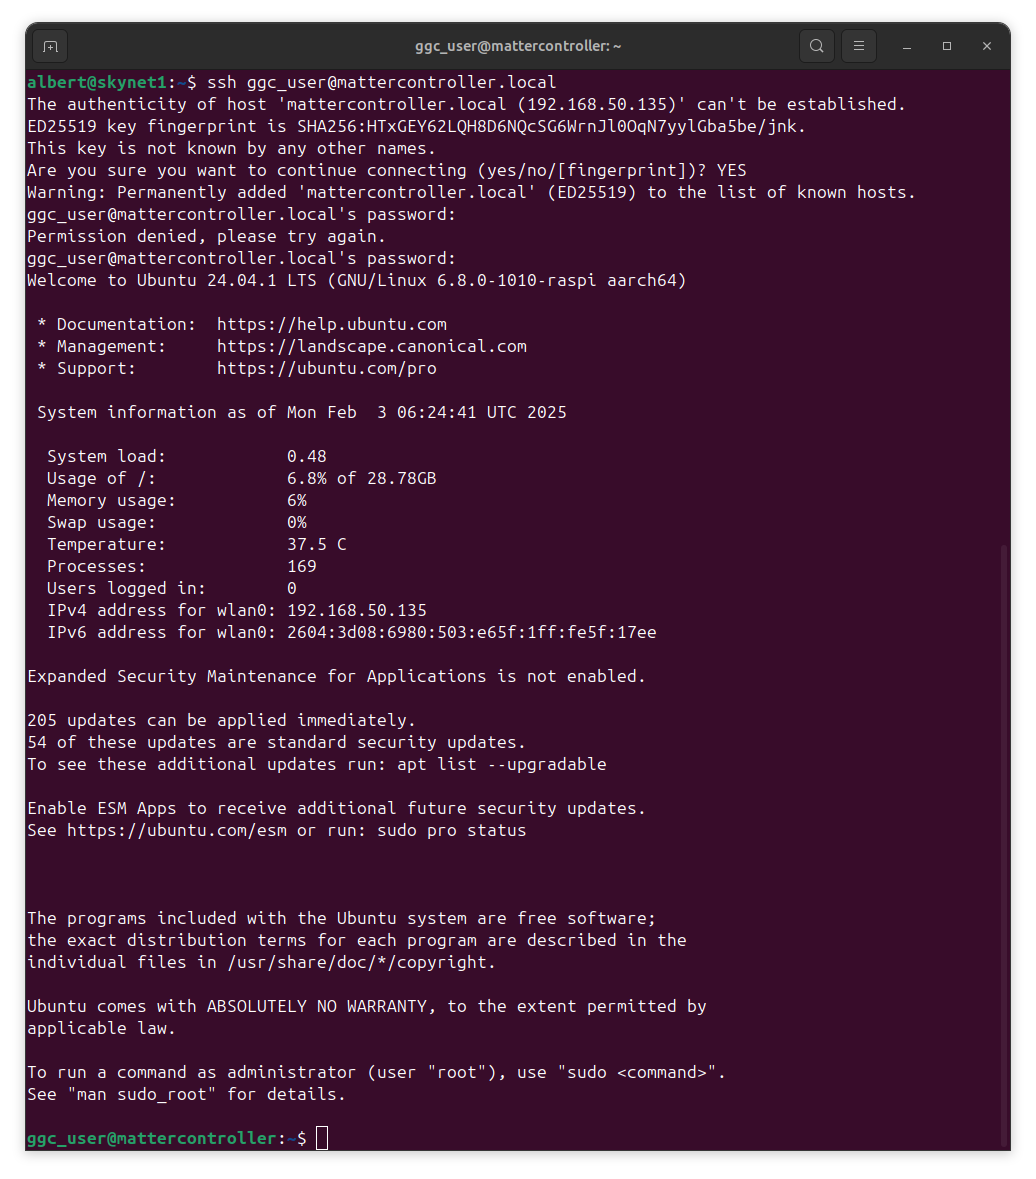 ggc_user@mattercontroller: ~
albert@skynet1:~$ ssh ggc_user@mattercontroller.local
The authenticity of host 'mattercontroller.local (192.168.50.135)' can't be established.
ED25519 key fingerprint is SHA256:HTxGEY62LQH8D6NQcSG6WrnJl0OqN7yylGba5be/jnk.
This key is not known by any other names.
Are you sure you want to continue connecting (yes/no/[fingerprint])? YES
Warning: Permanently added 'mattercontroller.local' (ED25519) to the list of known hosts.
ggc_user@mattercontroller.local's password:
Permission denied, please try again.
ggc_user@mattercontroller.local's password:
Welcome to Ubuntu 24.04.1 LTS (GNU/Linux 6.8.0-1010-raspi aarch64)
* Documentation:  https://help.ubuntu.com
* Management:     https://landscape.canonical.com
* Support:        https://ubuntu.com/pro
System information as of Mon Feb  3 06:24:41 UTC 2025
System load:            0.48
Usage of /:             6.8% of 28.78GB
Memory usage:           6%
Swap usage:             0%
Temperature:            37.5 C
Processes:              169
Users logged in:        0
IPv4 address for wlan0: 192.168.50.135
IPv6 address for wlan0: 2604:3d08:6980:503:e65f:1ff:fe5f:17ee
Expanded Security Maintenance for Applications is not enabled.
205 updates can be applied immediately.
54 of these updates are standard security updates.
To see these additional updates run: apt list --upgradable
Enable ESM Apps to receive additional future security updates.
See https://ubuntu.com/esm or run: sudo pro status
The programs included with the Ubuntu system are free software;
the exact distribution terms for each program are described in the
individual files in /usr/share/doc/*/copyright.
Ubuntu comes with ABSOLUTELY NO WARRANTY, to the extent permitted by
applicable law.
To run a command as administrator (user "root"), use "sudo <command>".
See "man sudo_root" for details.
ggc_user@mattercontroller:~$